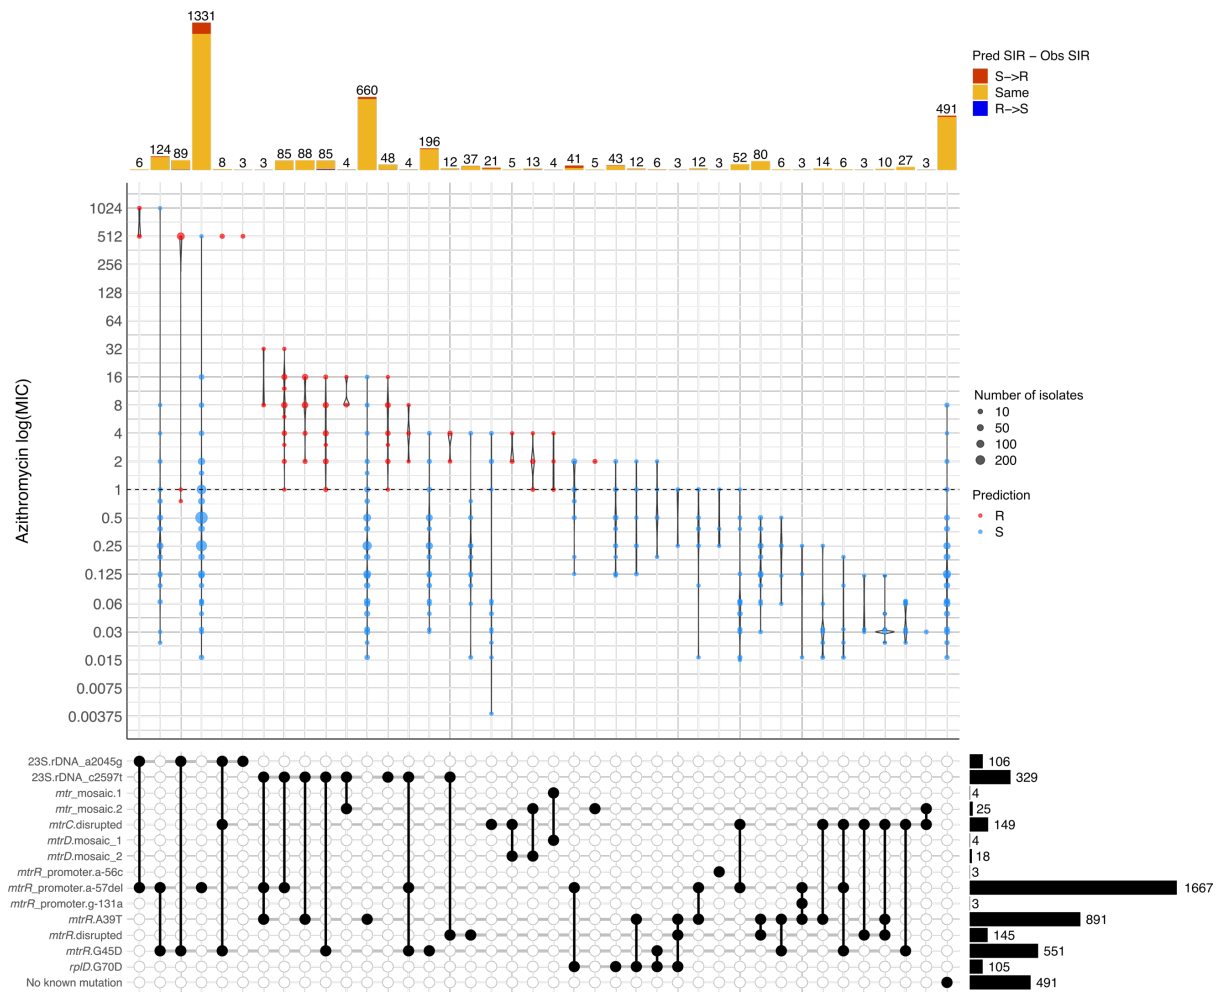 1331
660
491
196
124
89
85
88
85
80
6
8
3
3
4
48
4
12
37
21
5
13
4
41
5
43
12
6
3
12
3
52
6
3
14
6
3
10
27
3
Pred SIR − Obs SIR
S−>R
Same
R−>S
Azithromycin log(MIC)
1024
512
256
128
64
32
16
8
4
2
1
0.5
0.25
0.125
0.06
0.03
0.015
0.0075
0.00375
Number of isolates
10
50
100
200
Prediction
R
S
23S.rDNA_a2045g 106
23S.rDNA_c2597t 329
mtr_mosaic.1 4
mtr_mosaic.2 25
mtrC.disrupted 149
mtrD.mosaic_1 4
mtrD.mosaic_2 18
mtrR_promoter.a-56c 3
mtrR_promoter.a-57del 1667
mtrR_promoter.g-131a 3
mtrR.A39T 891
mtrR.disrupted 145
mtrR.G45D 551
rplD.G70D 105
No known mutation 491